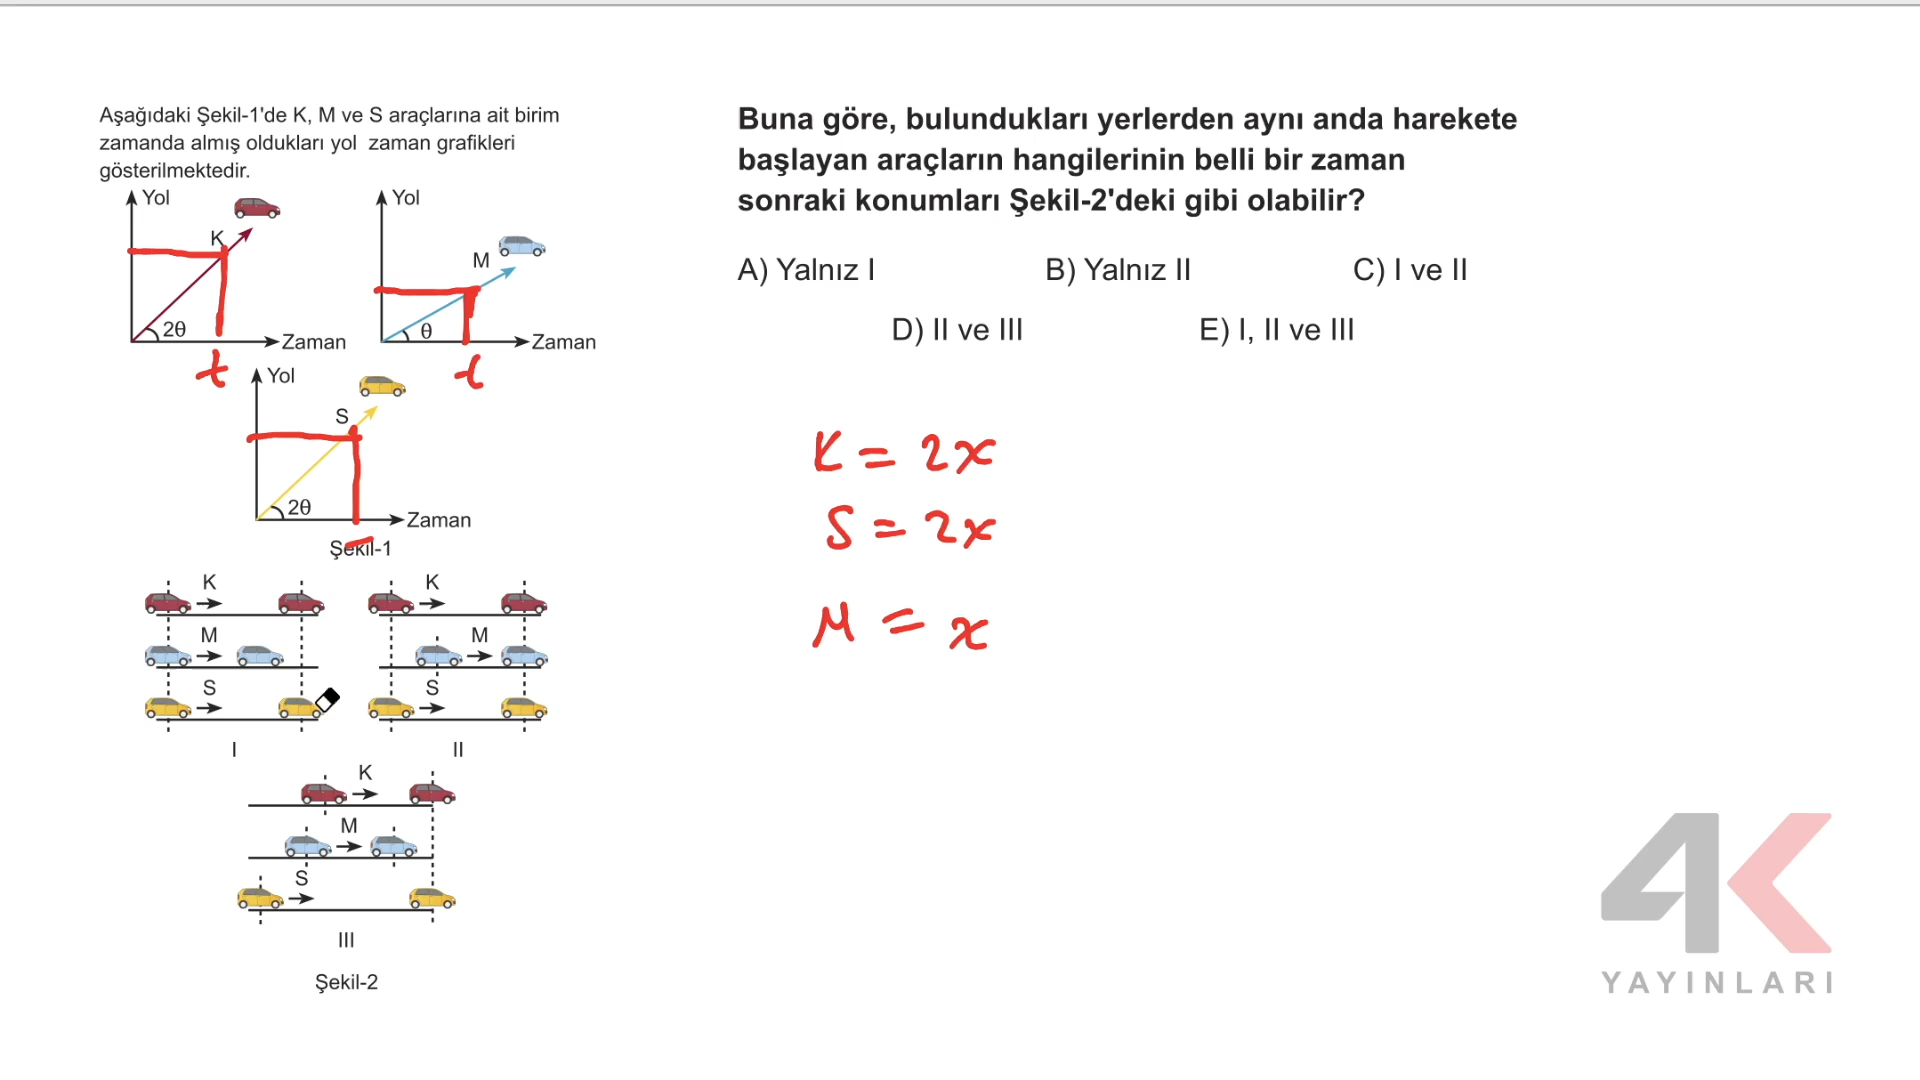 Aşağıdaki Şekil-1'de K, M ve S araçlarına ait birim
zamanda almış oldukları yol zaman grafikleri
gösterilmektedir.
Yol
K
2θ
Zaman
t
Yol
M
θ
Zaman
t
Yol
S
2θ
Zaman
Şekil-1
K
M
S
I
K
M
S
II
K
M
S
III
Şekil-2
Buna göre, bulundukları yerlerden aynı anda harekete
başlayan araçların hangilerinin belli bir zaman
sonraki konumları Şekil-2'deki gibi olabilir?
A) Yalnız I B) Yalnız II C) I ve II
D) II ve III E) I, II ve III
K = 2x
S = 2x
M = x
4K
YAYINLARI